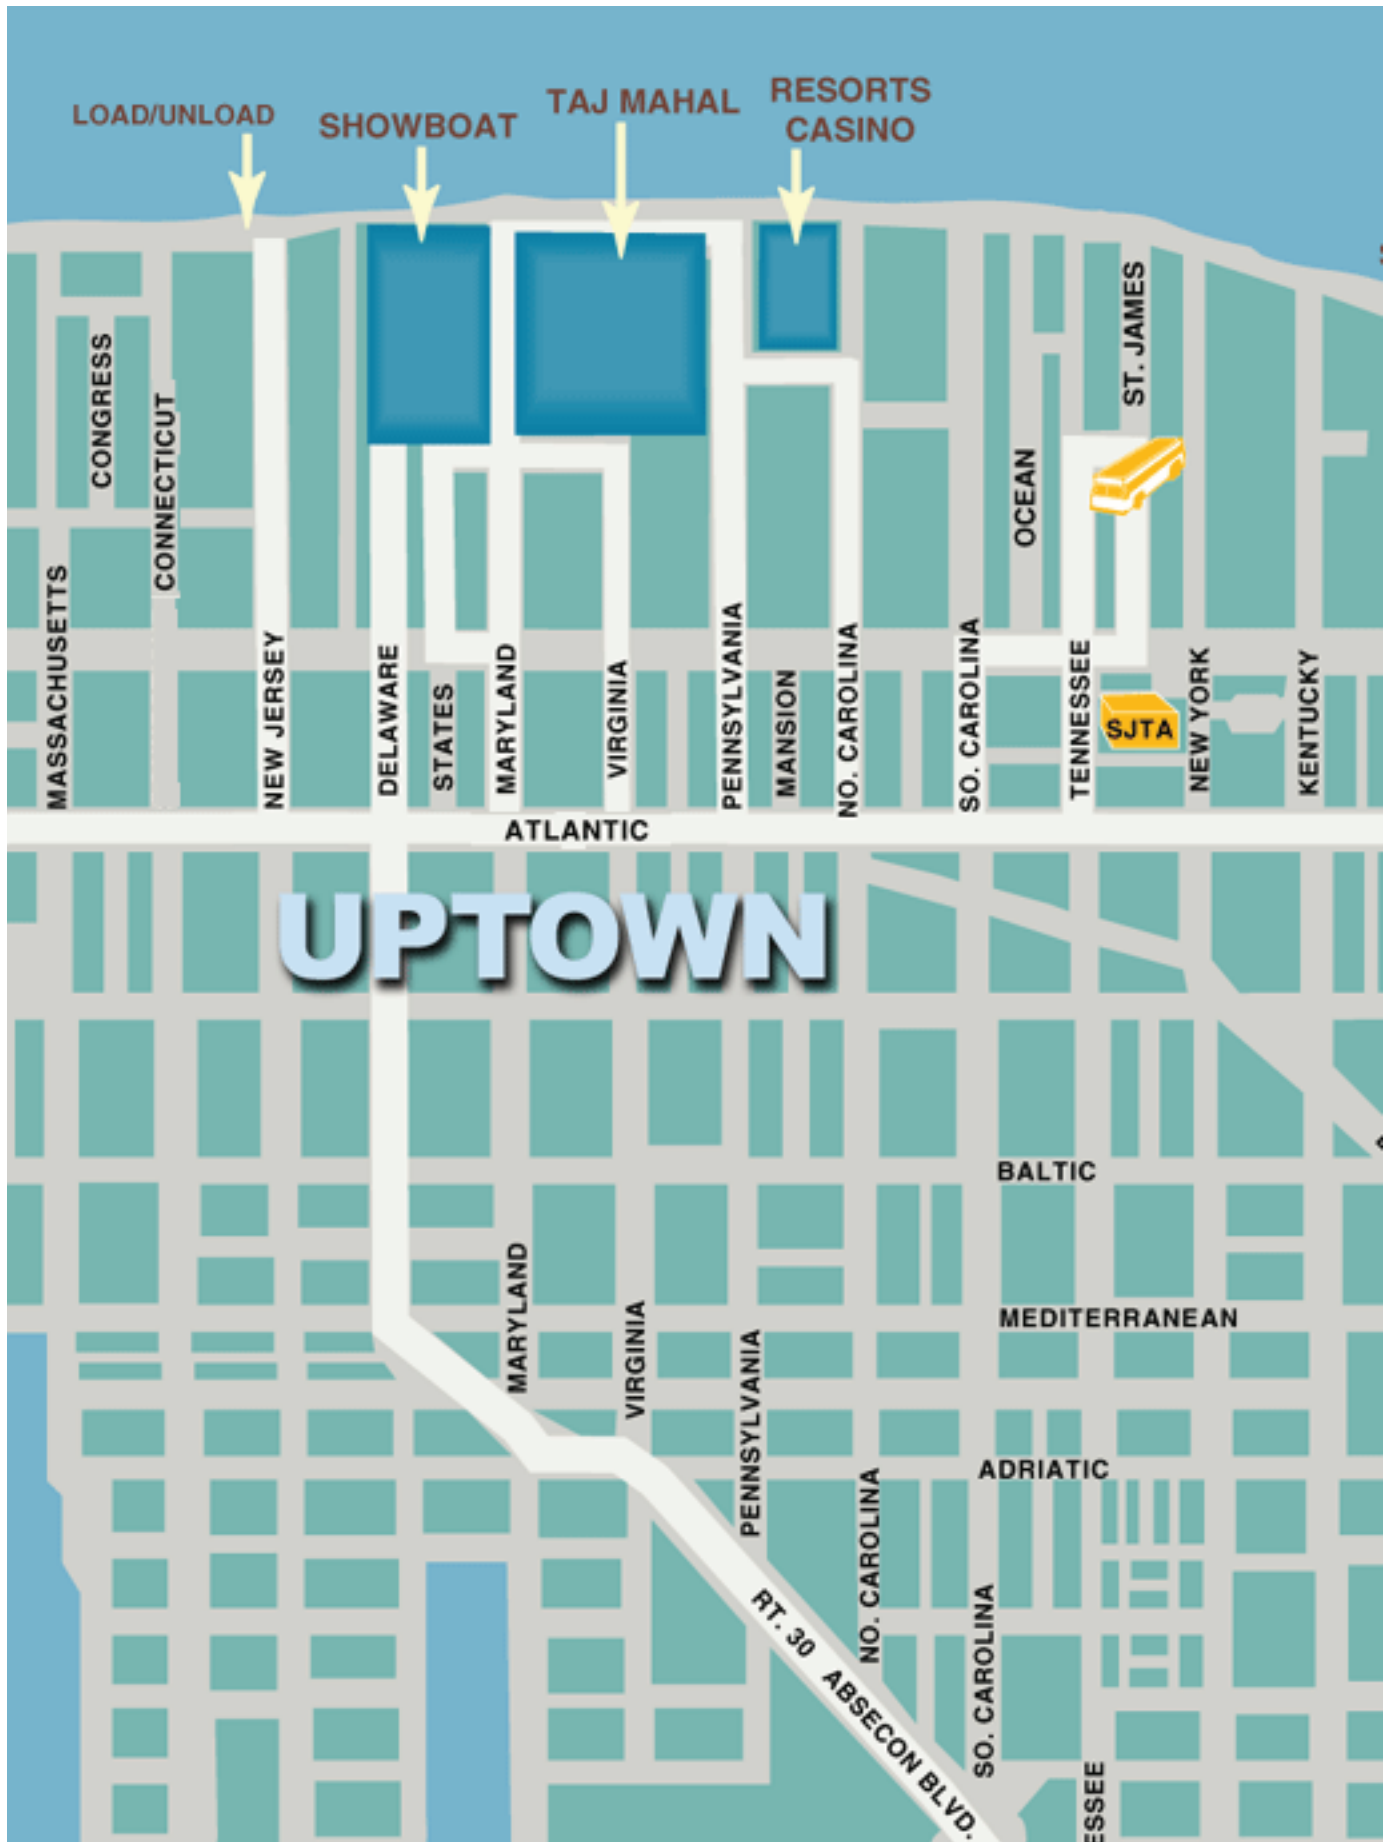 LOAD/UNLOAD
SHOWBOAT
TAJ MAHAL
RESORTS
CASINO
CONGRESS
CONNECTICUT
MASSACHUSETTS
NEW JERSEY
DELAWARE
STATES
MARYLAND
VIRGINIA
PENNSYLVANIA
MANSION
NO. CAROLINA
SO. CAROLINA
OCEAN
TENNESSEE
ST. JAMES
SJTA
NEW YORK
KENTUCKY
ATLANTIC
UPTOWN
BALTIC
MEDITERRANEAN
MARYLAND
VIRGINIA
PENNSYLVANIA
ADRIATIC
NO. CAROLINA
SO. CAROLINA
RT. 30 ABSECON BLVD.
ESSEE